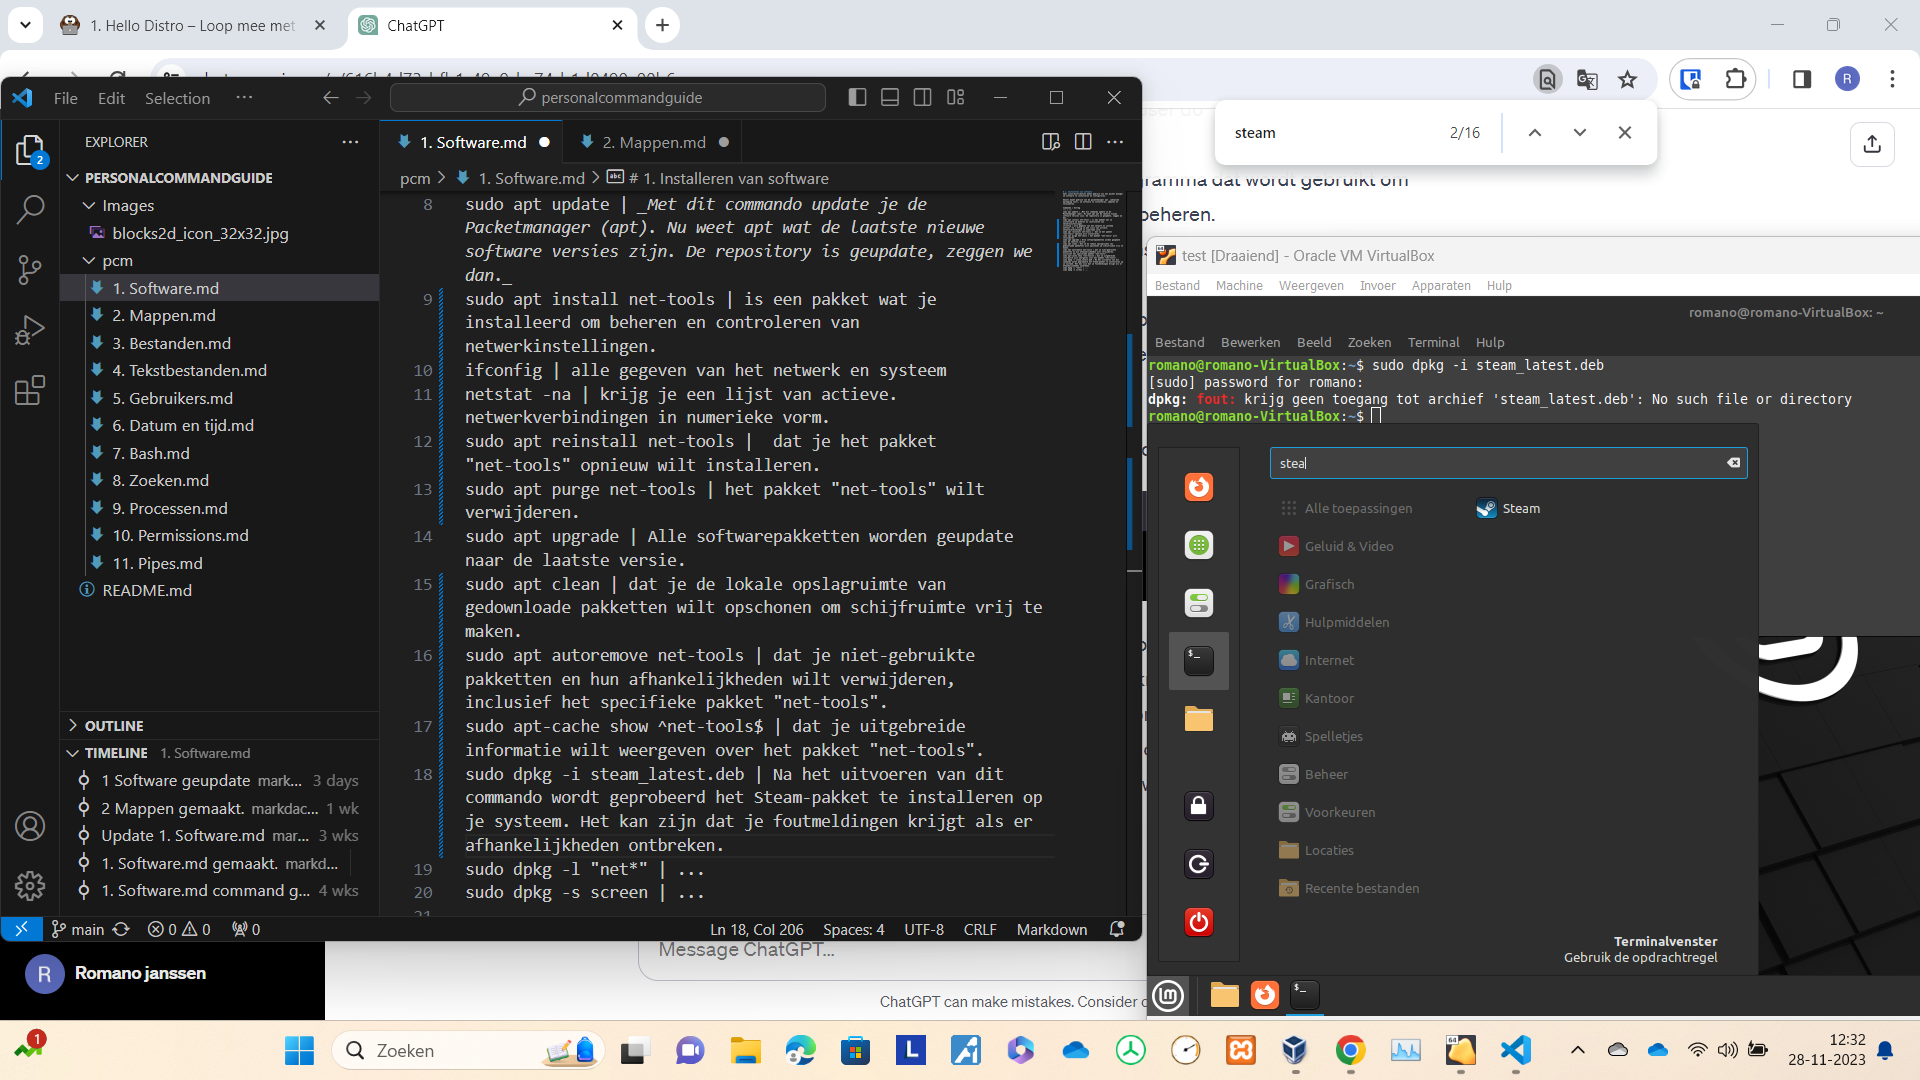 1. Hello Distro – Loop mee met
ChatGPT
File
Edit
Selection
personalcommandguide
steam
2/16
EXPLORER
1. Software.md
2. Mappen.md
PERSONALCOMMANDGUIDE
pcm
1. Software.md
# 1. Installeren van software
Images
blocks2d_icon_32x32.jpg
pcm
1. Software.md
2. Mappen.md
3. Bestanden.md
4. Tekstbestanden.md
5. Gebruikers.md
6. Datum en tijd.md
7. Bash.md
8. Zoeken.md
9. Processen.md
10. Permissions.md
11. Pipes.md
README.md
OUTLINE
TIMELINE 1. Software.md
1 Software geupdate mark... 3 days
2 Mappen gemaakt. markdac... 1 wk
Update 1. Software.md mar... 3 wks
1. Software.md gemaakt. markd...
1. Software.md command g... 4 wks
8 sudo apt update | _Met dit commando update je de
Packetmanager (apt). Nu weet apt wat de laatste nieuwe
software versies zijn. De repository is geupdate, zeggen we
dan._
9 sudo apt install net-tools | is een pakket wat je
installeerd om beheren en controleren van
netwerkinstellingen.
10 ifconfig | alle gegeven van het netwerk en systeem
11 netstat -na | krijg je een lijst van actieve.
netwerkverbindingen in numerieke vorm.
12 sudo apt reinstall net-tools |  dat je het pakket
"net-tools" opnieuw wilt installeren.
13 sudo apt purge net-tools | het pakket "net-tools" wilt
verwijderen.
14 sudo apt upgrade | Alle softwarepakketten worden geupdate
naar de laatste versie.
15 sudo apt clean | dat je de lokale opslagruimte van
gedownloade pakketten wilt opschonen om schijfruimte vrij te
maken.
16 sudo apt autoremove net-tools | dat je niet-gebruikte
pakketten en hun afhankelijkheden wilt verwijderen,
inclusief het specifieke pakket "net-tools".
17 sudo apt-cache show ^net-tools$ | dat je uitgebreide
informatie wilt weergeven over het pakket "net-tools".
18 sudo dpkg -i steam_latest.deb | Na het uitvoeren van dit
commando wordt geprobeerd het Steam-pakket te installeren op
je systeem. Het kan zijn dat je foutmeldingen krijgt als er
afhankelijkheden ontbreken.
19 sudo dpkg -l "net*" | ...
20 sudo dpkg -s screen | ...
main
0 0
0
Ln 18, Col 206
Spaces: 4
UTF-8
CRLF
Markdown
dat wordt gebruikt om
beheren.
test [Draaiend] - Oracle VM VirtualBox
Bestand Machine Weergeven Invoer Apparaten Hulp
romano@romano-VirtualBox: ~
Bestand Bewerken Beeld Zoeken Terminal Hulp
romano@romano-VirtualBox:~$ sudo dpkg -i steam_latest.deb
[sudo] password for romano:
dpkg: fout: krijg geen toegang tot archief 'steam_latest.deb': No such file or directory
romano@romano-VirtualBox:~$
stea
Alle toepassingen
Steam
Geluid & Video
Grafisch
Hulpmiddelen
Internet
Kantoor
Spelletjes
Beheer
Voorkeuren
Locaties
Recente bestanden
Terminalvenster
Gebruik de opdrachtregel
R Romano janssen
Message ChatGPT...
ChatGPT can make mistakes. Consider
1
Zoeken
12:32
28-11-2023